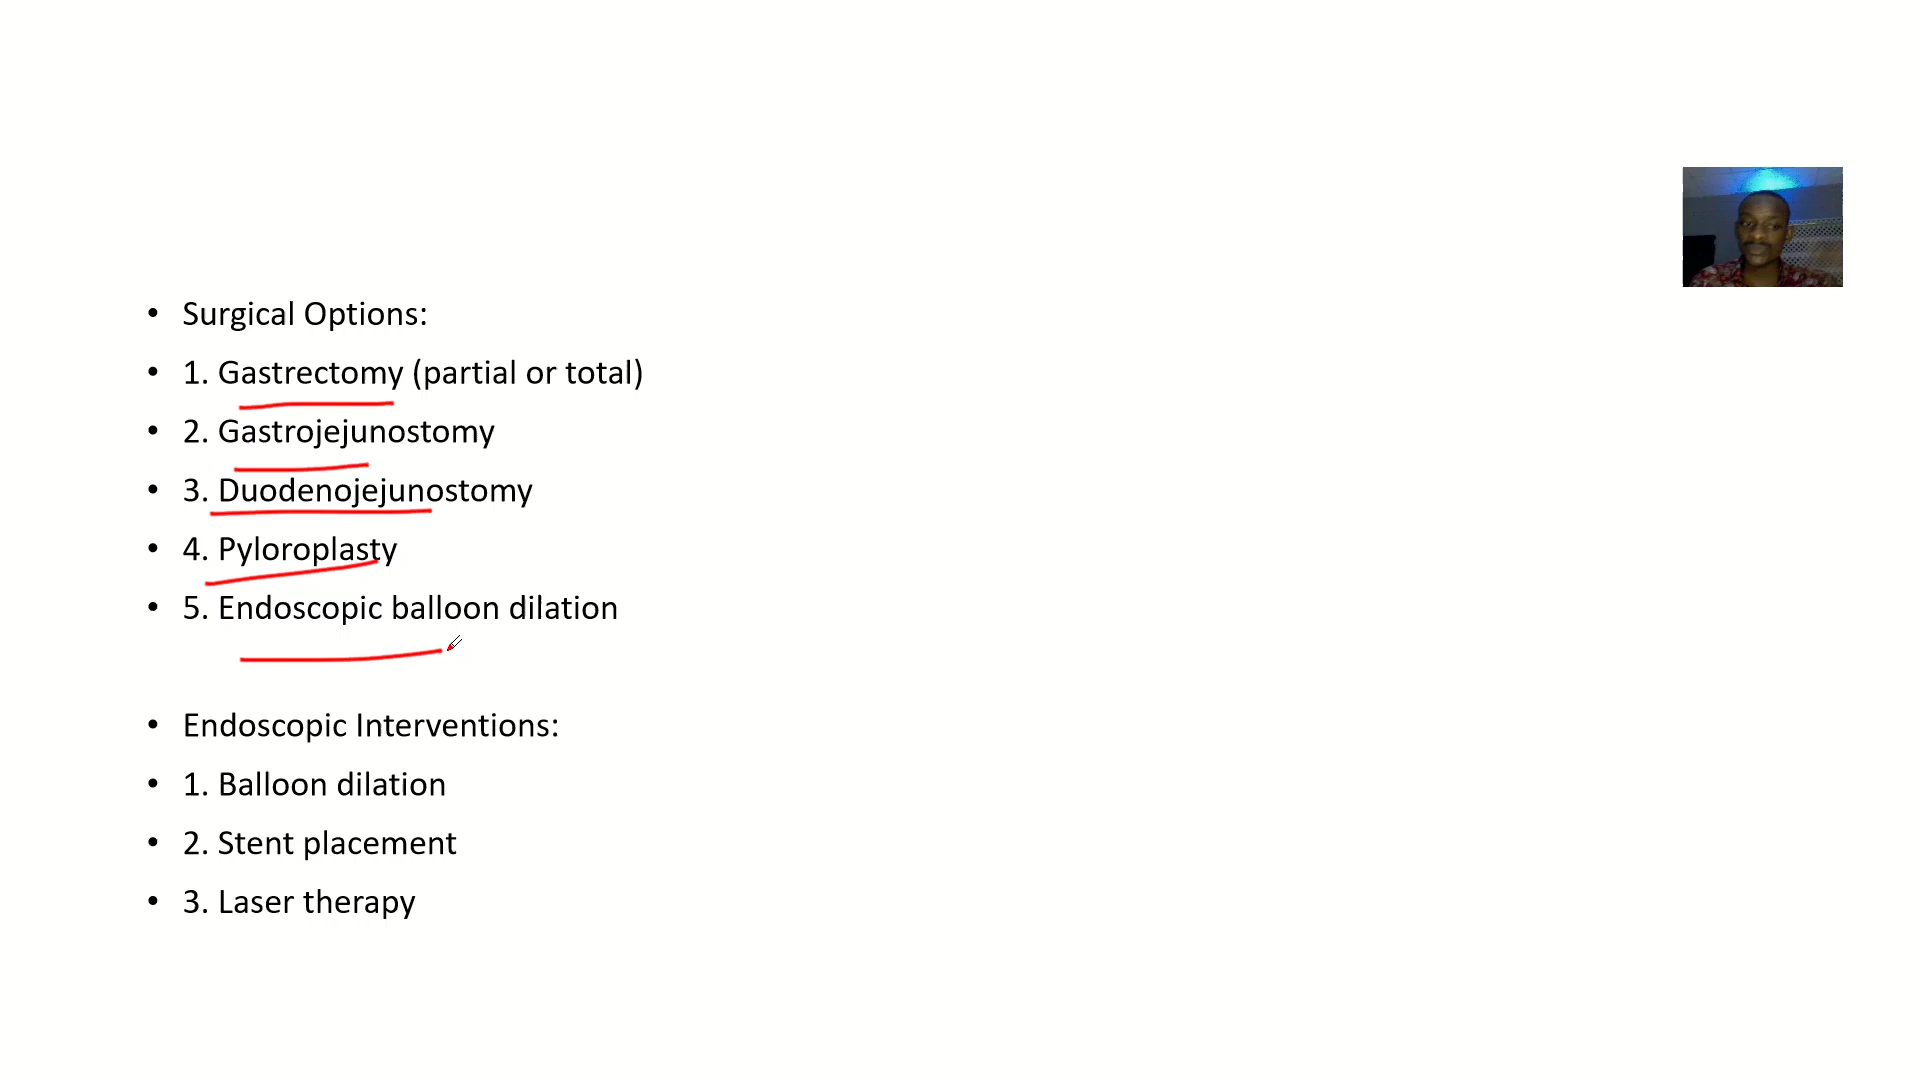 • Surgical Options:
• 1. Gastrectomy (partial or total)
• 2. Gastrojejunostomy
• 3. Duodenojejunostomy
• 4. Pyloroplasty
• 5. Endoscopic balloon dilation
• Endoscopic Interventions:
• 1. Balloon dilation
• 2. Stent placement
• 3. Laser therapy